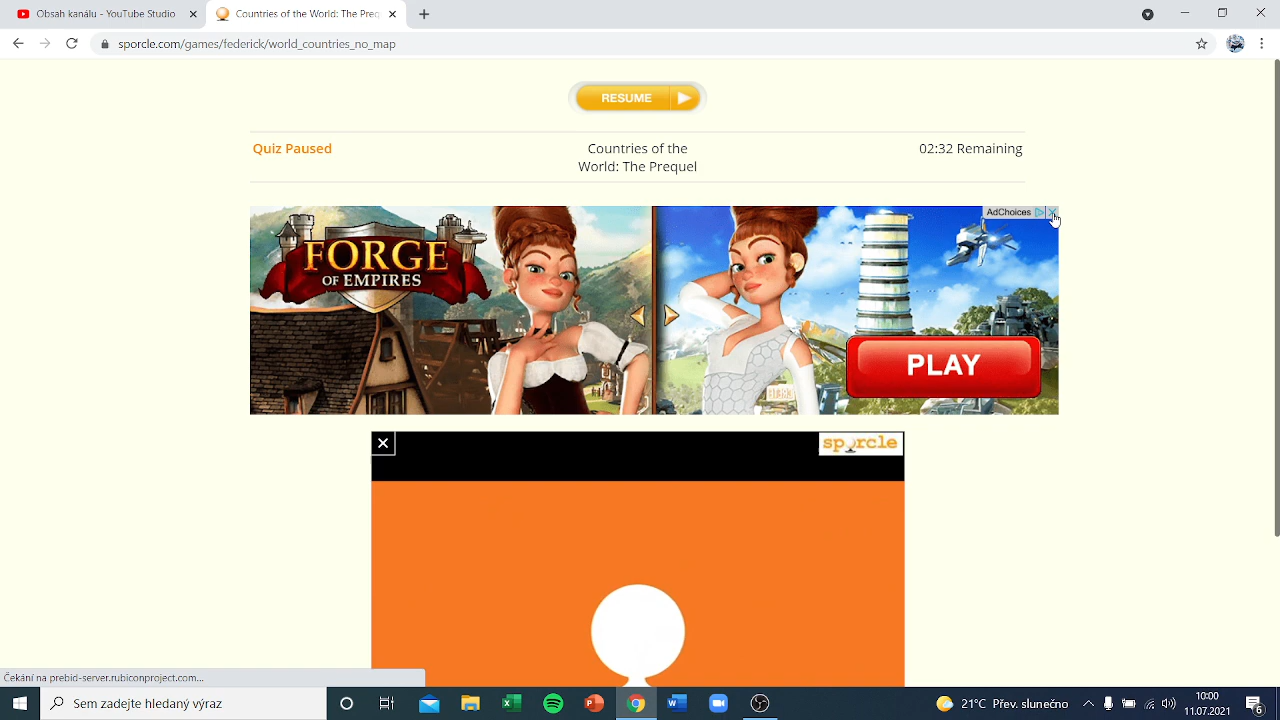 Obsah kanálu - YouTube Studio
Countries of the World: The Prec
sporcle.com/games/feddes/world_countries_no_map
RESUME
Quiz Paused
Countries of the
World: The Prequel
02:32 Remaining
AdChoices
FORGE
OF EMPIRES
PLAY
sporcle
Čekání na prebid-server.rubiconproject.com...
Sem zadejte hledaný výraz
21°C Přev. slunečno
10:00
11.07.2021